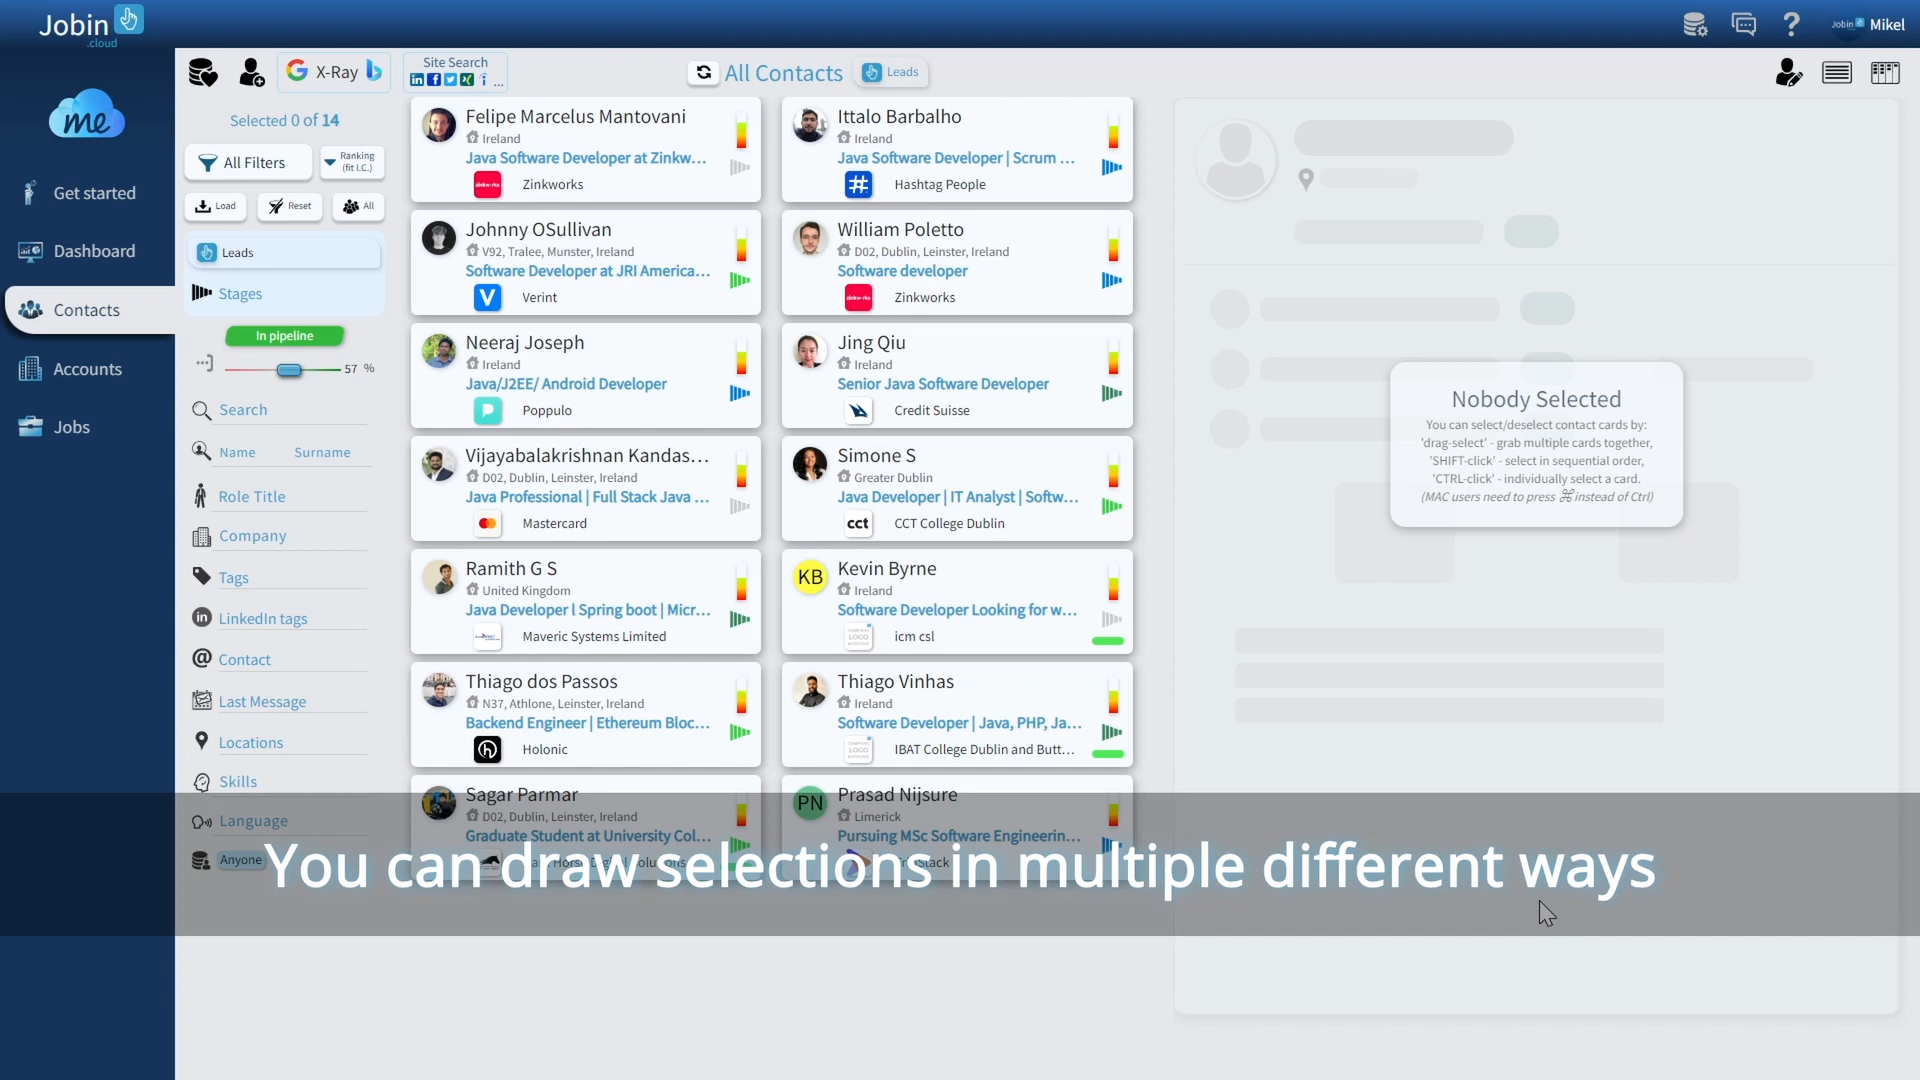 Jobin
.cloud
Jobin
Mikel
me
Get started
Dashboard
Contacts
Accounts
Jobs
X-Ray
Site Search
...
All Contacts
Leads
Selected 0 of 14
All Filters
Ranking
(fit I.C.)
Load
Reset
All
Leads
Stages
In pipeline
57 %
Search
Name Surname
Role Title
Company
Tags
LinkedIn tags
Contact
Last Message
Locations
Skills
Language
Anyone
Felipe Marcelus Mantovani
Ireland
Java Software Developer at Zinkw...
Zinkworks
Ittalo Barbalho
Ireland
Java Software Developer | Scrum ...
Hashtag People
Johnny OSullivan
V92, Tralee, Munster, Ireland
Software Developer at JRI America...
Verint
William Poletto
D02, Dublin, Leinster, Ireland
Software developer
Zinkworks
Neeraj Joseph
Ireland
Java/J2EE/ Android Developer
Poppulo
Jing Qiu
Ireland
Senior Java Software Developer
Credit Suisse
Vijayabalakrishnan Kandas...
D02, Dublin, Leinster, Ireland
Java Professional | Full Stack Java ...
Mastercard
Simone S
Greater Dublin
Java Developer | IT Analyst | Softw...
cct
CCT College Dublin
Ramith G S
United Kingdom
Java Developer l Spring boot | Micr...
Maveric Systems Limited
KB
Kevin Byrne
Ireland
Software Developer Looking for w...
icm csl
Thiago dos Passos
N37, Athlone, Leinster, Ireland
Backend Engineer | Ethereum Bloc...
Holonic
Thiago Vinhas
Ireland
Software Developer | Java, PHP, Ja...
IBAT College Dublin and Butt...
Sagar Parmar
D02, Dublin, Leinster, Ireland
Graduate Student at University Col...
PN
Prasad Nijsure
Limerick
Pursuing MSc Software Engineerin...
Nobody Selected
You can select/deselect contact cards by:
'drag-select' - grab multiple cards together,
'SHIFT-click' - select in sequential order,
'CTRL-click' - individually select a card.
(MAC users need to press ⌘ instead of Ctrl)
You can draw selections in multiple different ways